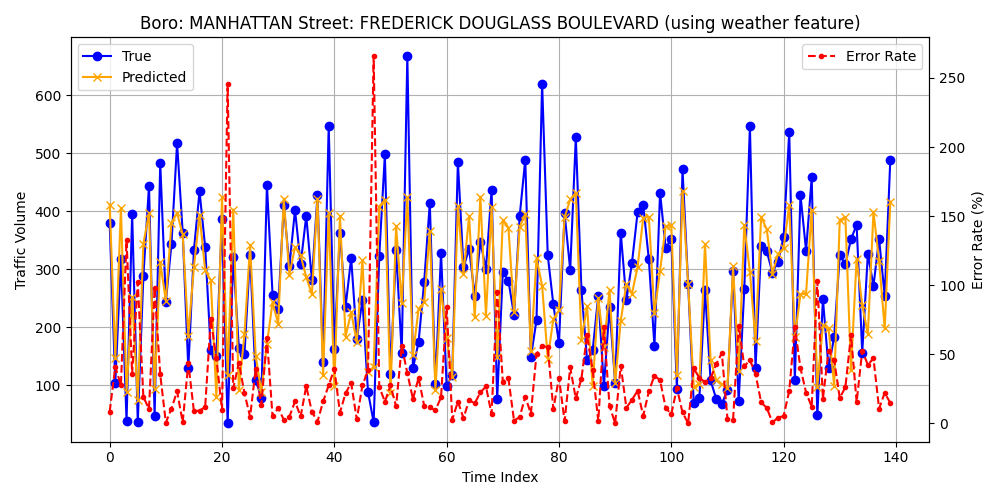 Boro: MANHATTAN Street: FREDERICK DOUGLASS BOULEVARD (using weather feature)
True
Predicted
Error Rate
Traffic Volume
600
500
400
300
200
100
250
200
150
100
50
0
Error Rate (%)
0 20 40 60 80 100 120 140
Time Index